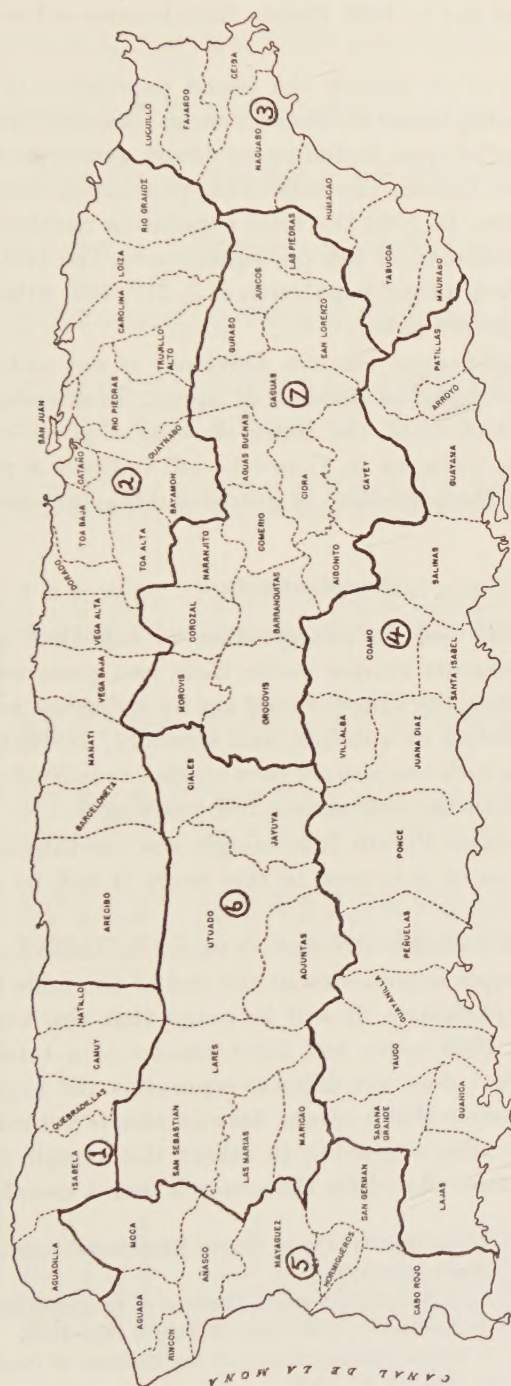 AGUADILLA
ISABELA
QUEBRADILLAS
CAMUY
HATILLO
ARECIBO
BARCELONETA
MANATI
VEGA BAJA
VEGA ALTA
DORADO
TOA BAJA
CATAÑO
SAN JUAN
TOA ALTA
BAYAMON
GUAYNABO
RIO PIEDRAS
TRUJILLO ALTO
CAROLINA
LOIZA
RIO GRANDE
LUQUILLO
FAJARDO
CEIBA
1
2
3
NAGUABO
HUMACAO
YABUCOA
MAUNABO
MOCA
AGUADA
RINCON
AÑASCO
SAN SEBASTIAN
LAS MARIAS
LARES
UTUADO
6
ADJUNTAS
JAYUYA
CIALES
MOROVIS
OROCOVIS
COROZAL
NARANJITO
BARRANQUITAS
COMERIO
AGUAS BUENAS
CIDRA
AIBONITO
CAGUAS
7
CAYEY
GURABO
JUNCOS
SAN LORENZO
LAS PIEDRAS
MAYAGUEZ
5
HORMIGUEROS
MARICAO
SAN GERMAN
CABO ROJO
LAJAS
SABANA GRANDE
GUANICA
YAUCO
GUAYANILLA
PEÑUELAS
PONCE
VILLALBA
JUANA DIAZ
COAMO
4
SANTA ISABEL
SALINAS
GUAYAMA
ARROYO
PATILLAS
CANAL DE LA MONA